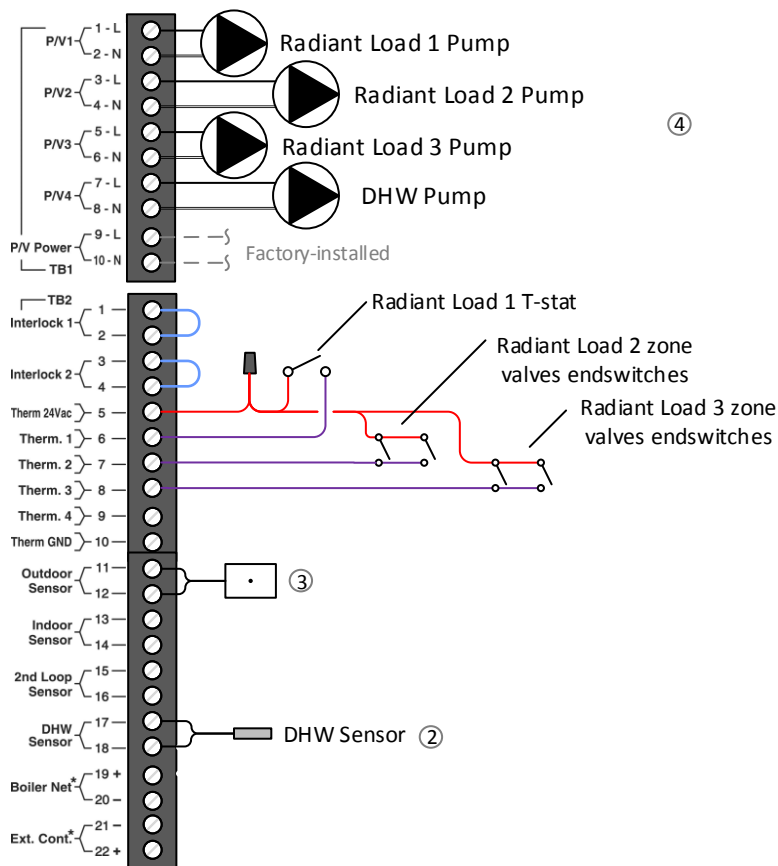 P/V1
1 - L
2 - N
Radiant Load 1 Pump
P/V2
3 - L
4 - N
Radiant Load 2 Pump
④
P/V3
5 - L
6 - N
Radiant Load 3 Pump
P/V4
7 - L
8 - N
DHW Pump
P/V Power
9 - L
10 - N
Factory-installed
TB1
TB2
Interlock 1
1
2
Radiant Load 1 T-stat
Interlock 2
3
4
Radiant Load 2 zone
valves endswitches
Radiant Load 3 zone
valves endswitches
Therm 24Vac
5
Therm. 1
6
Therm. 2
7
Therm. 3
8
Therm. 4
9
Therm GND
10
Outdoor
Sensor
11
12
③
Indoor
Sensor
13
14
2nd Loop
Sensor
15
16
DHW
Sensor
17
18
DHW Sensor ②
Boiler Net*
19 +
20 –
Ext. Cont.*
21 –
22 +